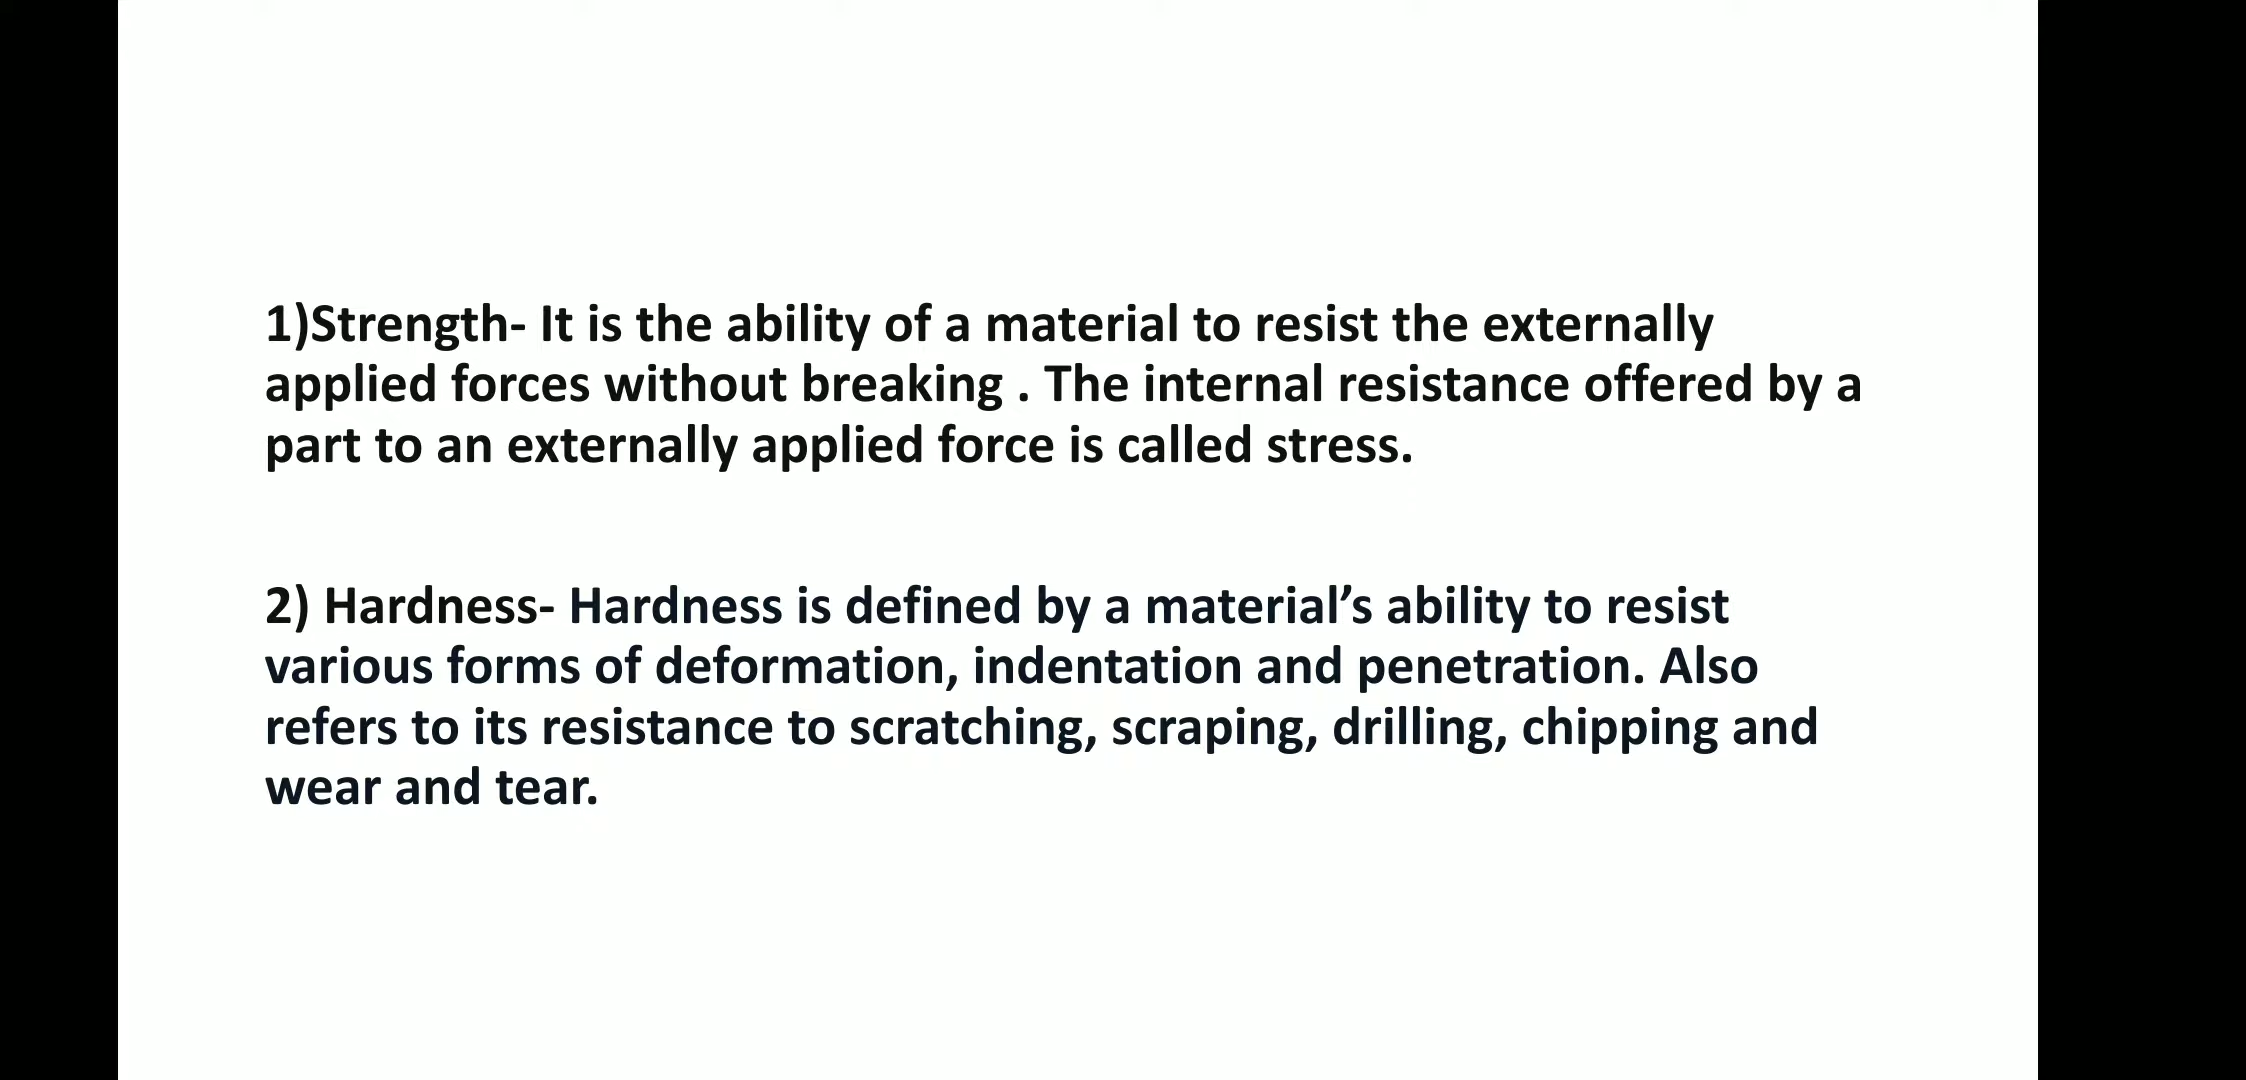 1)Strength- It is the ability of a material to resist the externally
applied forces without breaking . The internal resistance offered by a
part to an externally applied force is called stress.
2) Hardness- Hardness is defined by a material’s ability to resist
various forms of deformation, indentation and penetration. Also
refers to its resistance to scratching, scraping, drilling, chipping and
wear and tear.